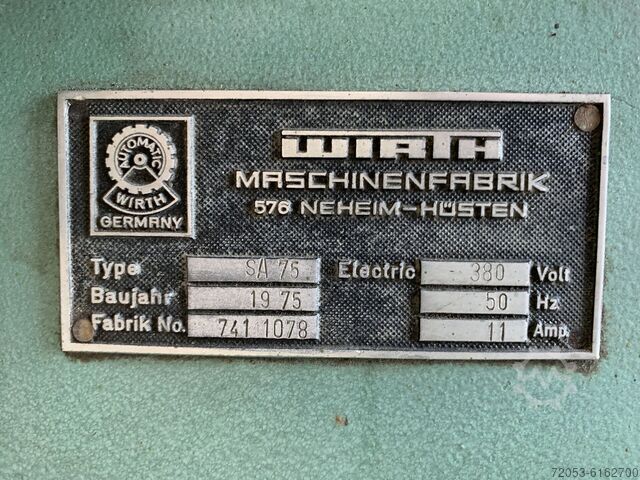 AUTOMATIC
WIRTH
GERMANY
WIRTH
MASCHINENFABRIK
576 NEHEIM-HÜSTEN
Type SA 75 Electric 380 Volt
Baujahr 19 75 50 Hz
Fabrik No. 741 1078 11 Amp.
72053-6162700